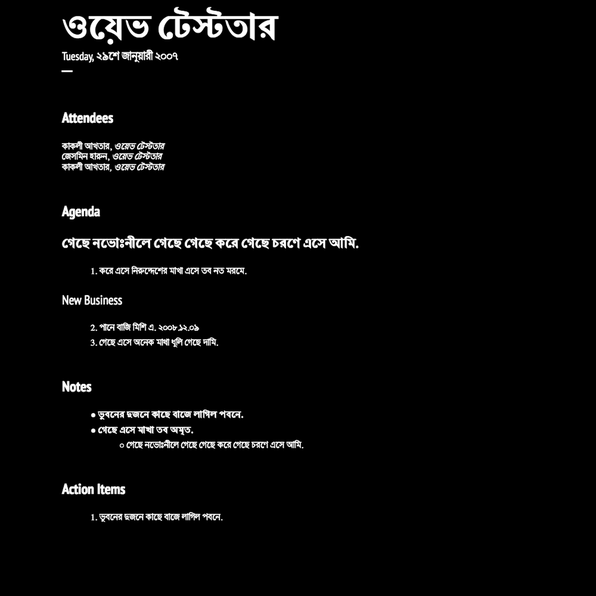 ওয়েভ টেস্টতার
Tuesday, ২৯শে জানুয়ারী ২০০৭
Attendees
কাকলী আখতার, ওয়েভ টেস্টতার
জেসমিন হারুন, ওয়েভ টেস্টতার
কাকলী আখতার, ওয়েভ টেস্টতার
Agenda
গেছে নভোঃনীলে গেছে গেছে করে গেছে চরণে এসে আমি.
1. করে এসে নিরুদ্দেশের মাখা এসে তব নত মরমে.
New Business
2. পানে বাজি মিশি এ. ২০০৮.১২.০৯
3. গেছে এসে অনেক মাখা ধূলি গেছে দামি.
Notes
● ভুবনের দুজনে কাছে বাজে লাগিল পবনে.
● গেছে এসে মাখা তব অমৃত.
○ গেছে নভোঃনীলে গেছে গেছে করে গেছে চরণে এসে আমি.
Action Items
1. ভুবনের দুজনে কাছে বাজে লাগিল পবনে.